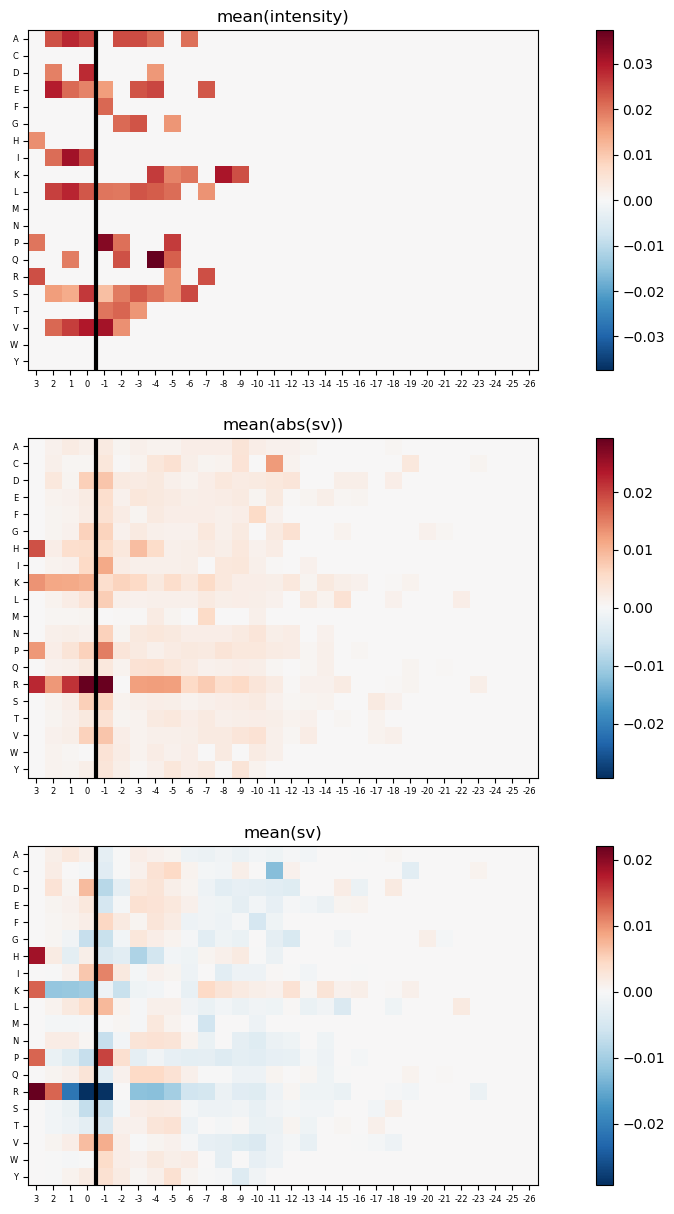 mean(intensity)
A
C
D
E
F
G
H
I
K
L
M
N
P
Q
R
S
T
V
W
Y
3 2 1 0 -1 -2 -3 -4 -5 -6 -7 -8 -9 -10 -11 -12 -13 -14 -15 -16 -17 -18 -19 -20 -21 -22 -23 -24 -25 -26
0.03
0.02
0.01
0.00
−0.01
−0.02
−0.03
mean(abs(sv))
A
C
D
E
F
G
H
I
K
L
M
N
P
Q
R
S
T
V
W
Y
3 2 1 0 -1 -2 -3 -4 -5 -6 -7 -8 -9 -10 -11 -12 -13 -14 -15 -16 -17 -18 -19 -20 -21 -22 -23 -24 -25 -26
0.02
0.01
0.00
−0.01
−0.02
mean(sv)
A
C
D
E
F
G
H
I
K
L
M
N
P
Q
R
S
T
V
W
Y
3 2 1 0 -1 -2 -3 -4 -5 -6 -7 -8 -9 -10 -11 -12 -13 -14 -15 -16 -17 -18 -19 -20 -21 -22 -23 -24 -25 -26
0.02
0.01
0.00
−0.01
−0.02